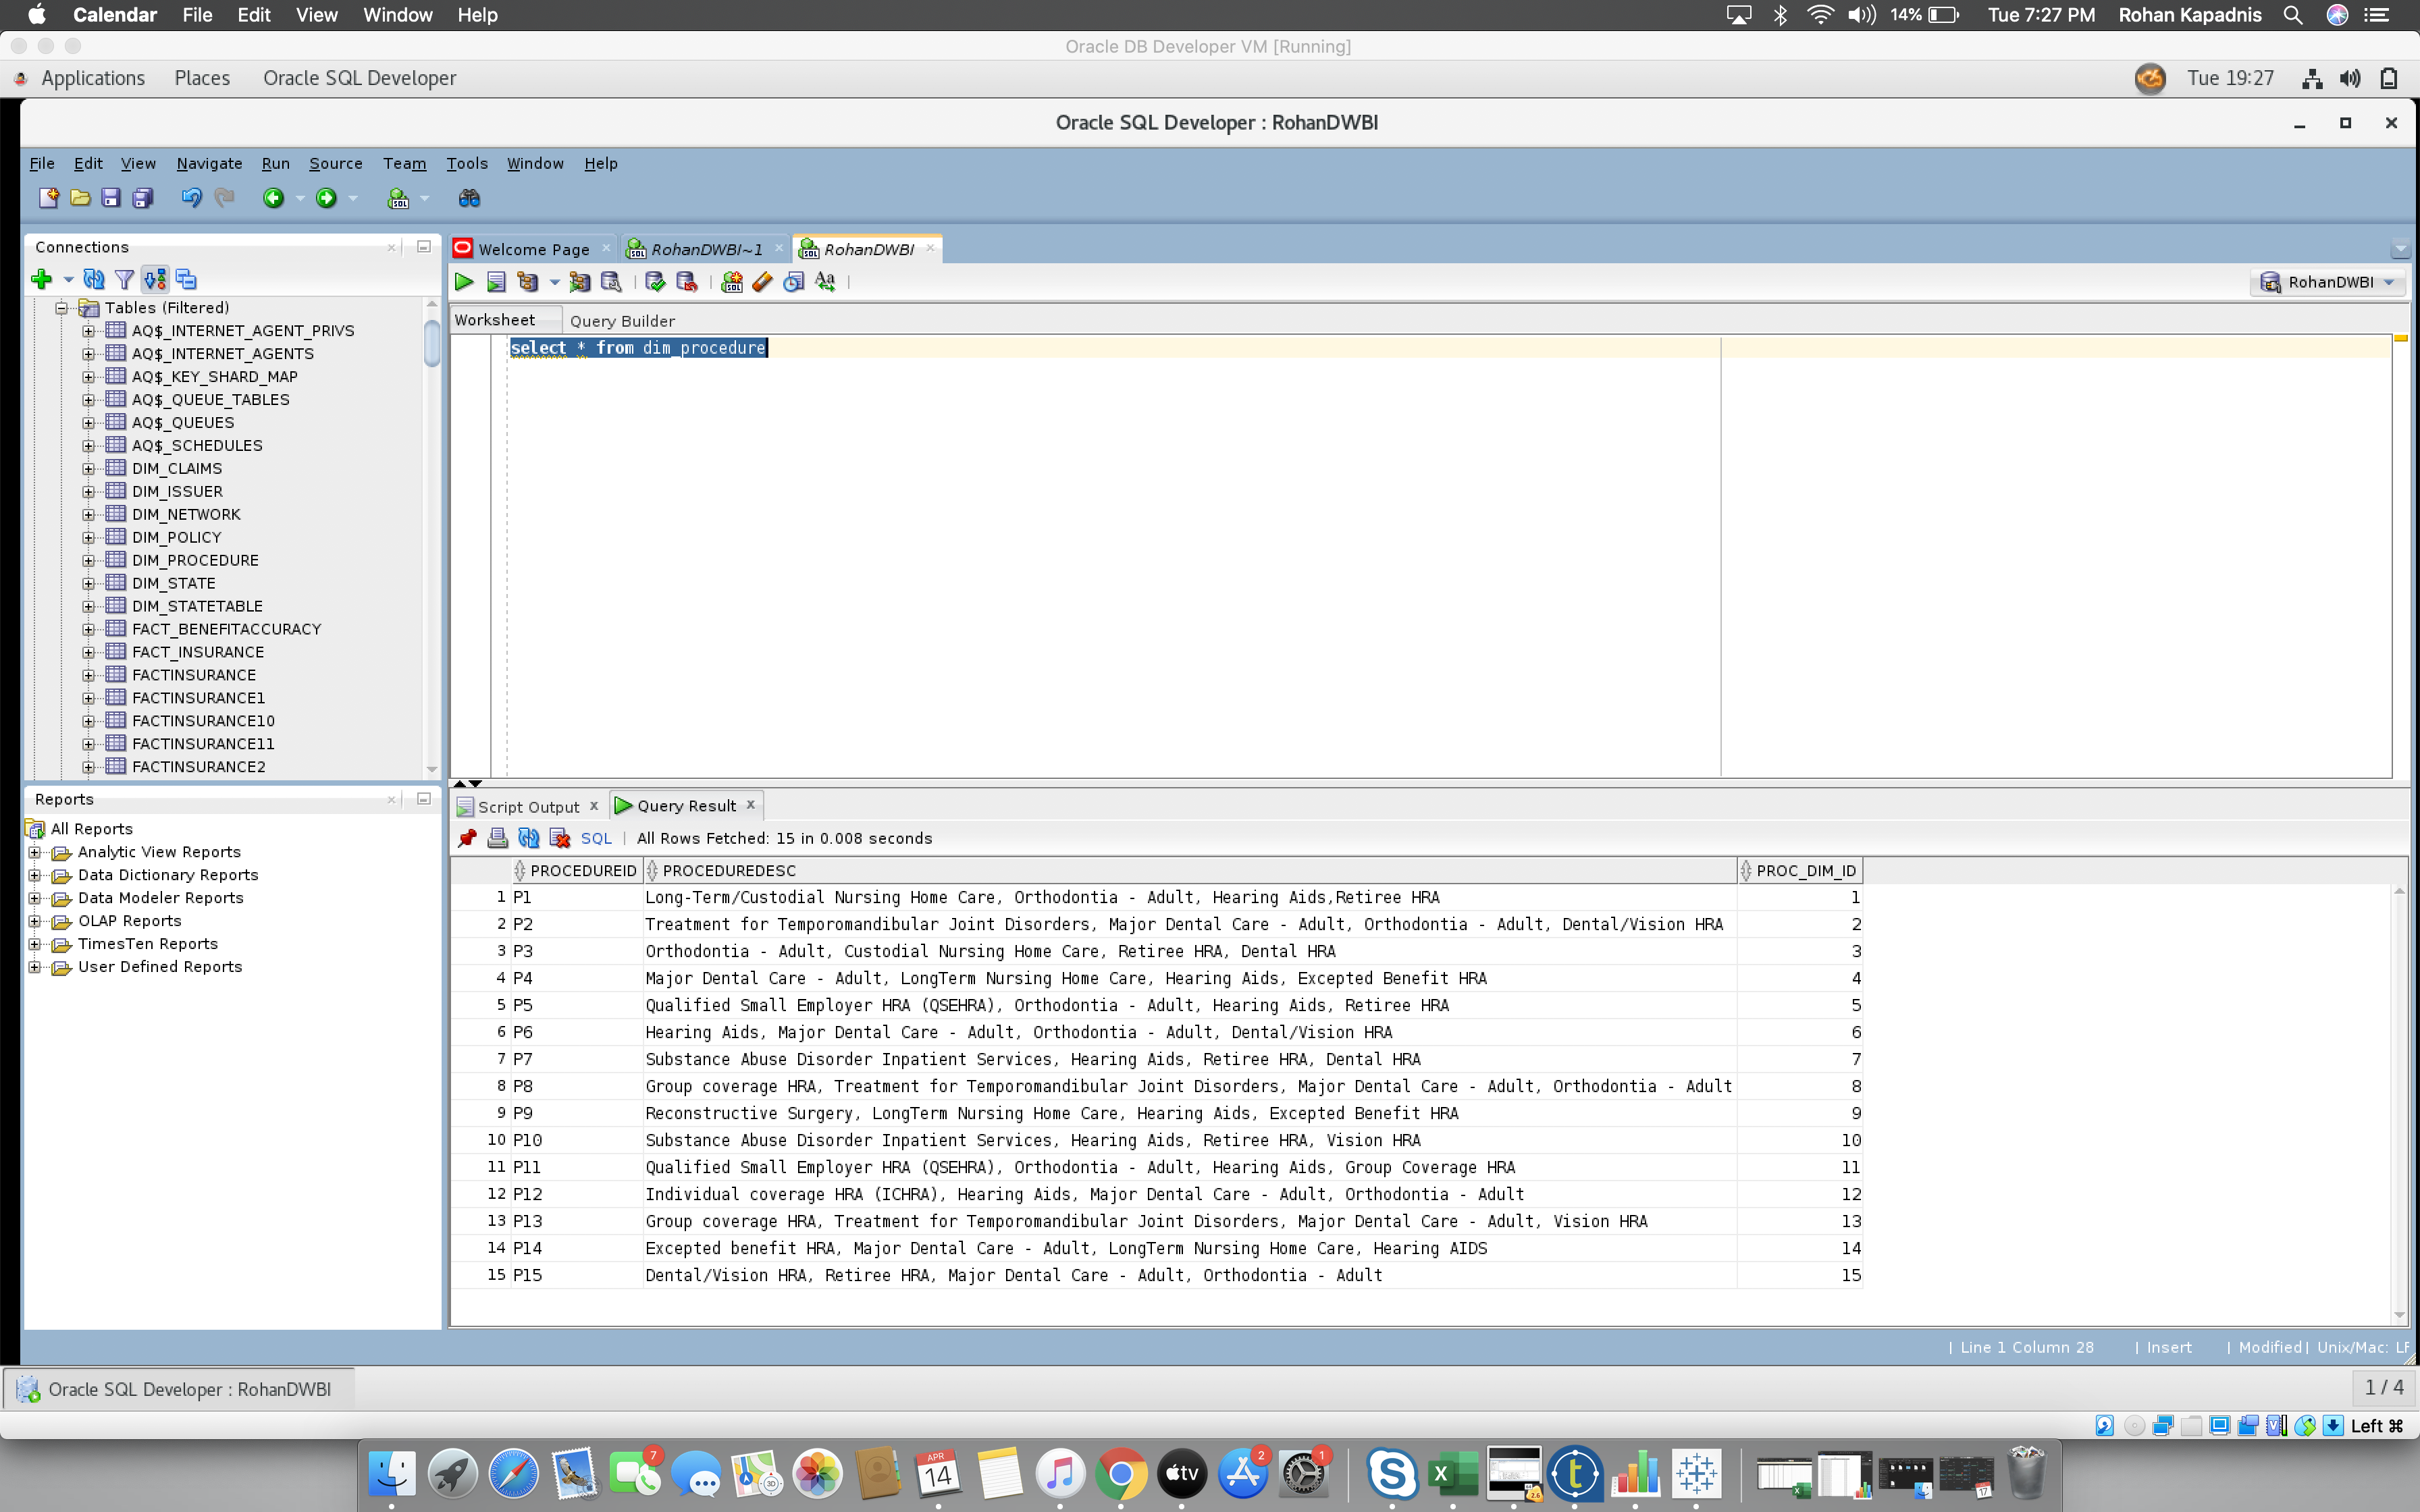 Calendar File Edit View Window Help 14% Tue 7:27 PM Rohan Kapadnis
Oracle DB Developer VM [Running]
Applications Places Oracle SQL Developer Tue 19:27
Oracle SQL Developer : RohanDWBI
File Edit View Navigate Run Source Team Tools Window Help
Connections
Welcome Page RohanDWBI~1 RohanDWBI
RohanDWBI
Worksheet Query Builder
select * from dim_procedure
Tables (Filtered)
AQ$_INTERNET_AGENT_PRIVS
AQ$_INTERNET_AGENTS
AQ$_KEY_SHARD_MAP
AQ$_QUEUE_TABLES
AQ$_QUEUES
AQ$_SCHEDULES
DIM_CLAIMS
DIM_ISSUER
DIM_NETWORK
DIM_POLICY
DIM_PROCEDURE
DIM_STATE
DIM_STATETABLE
FACT_BENEFITACCURACY
FACT_INSURANCE
FACTINSURANCE
FACTINSURANCE1
FACTINSURANCE10
FACTINSURANCE11
FACTINSURANCE2
Reports
All Reports
Analytic View Reports
Data Dictionary Reports
Data Modeler Reports
OLAP Reports
TimesTen Reports
User Defined Reports
Script Output x Query Result x
SQL | All Rows Fetched: 15 in 0.008 seconds
PROCEDUREID PROCEDUREDESC PROC_DIM_ID
1 P1 Long-Term/Custodial Nursing Home Care, Orthodontia - Adult, Hearing Aids,Retiree HRA 1
2 P2 Treatment for Temporomandibular Joint Disorders, Major Dental Care - Adult, Orthodontia - Adult, Dental/Vision HRA 2
3 P3 Orthodontia - Adult, Custodial Nursing Home Care, Retiree HRA, Dental HRA 3
4 P4 Major Dental Care - Adult, LongTerm Nursing Home Care, Hearing Aids, Excepted Benefit HRA 4
5 P5 Qualified Small Employer HRA (QSEHRA), Orthodontia - Adult, Hearing Aids, Retiree HRA 5
6 P6 Hearing Aids, Major Dental Care - Adult, Orthodontia - Adult, Dental/Vision HRA 6
7 P7 Substance Abuse Disorder Inpatient Services, Hearing Aids, Retiree HRA, Dental HRA 7
8 P8 Group coverage HRA, Treatment for Temporomandibular Joint Disorders, Major Dental Care - Adult, Orthodontia - Adult 8
9 P9 Reconstructive Surgery, LongTerm Nursing Home Care, Hearing Aids, Excepted Benefit HRA 9
10 P10 Substance Abuse Disorder Inpatient Services, Hearing Aids, Retiree HRA, Vision HRA 10
11 P11 Qualified Small Employer HRA (QSEHRA), Orthodontia - Adult, Hearing Aids, Group Coverage HRA 11
12 P12 Individual coverage HRA (ICHRA), Hearing Aids, Major Dental Care - Adult, Orthodontia - Adult 12
13 P13 Group coverage HRA, Treatment for Temporomandibular Joint Disorders, Major Dental Care - Adult, Vision HRA 13
14 P14 Excepted benefit HRA, Major Dental Care - Adult, LongTerm Nursing Home Care, Hearing AIDS 14
15 P15 Dental/Vision HRA, Retiree HRA, Major Dental Care - Adult, Orthodontia - Adult 15
| Line 1 Column 28 | Insert | Modified | Unix/Mac: LF
Oracle SQL Developer : RohanDWBI 1 / 4
Left ⌘
7 APR 14 tv 2 1 S X t 17